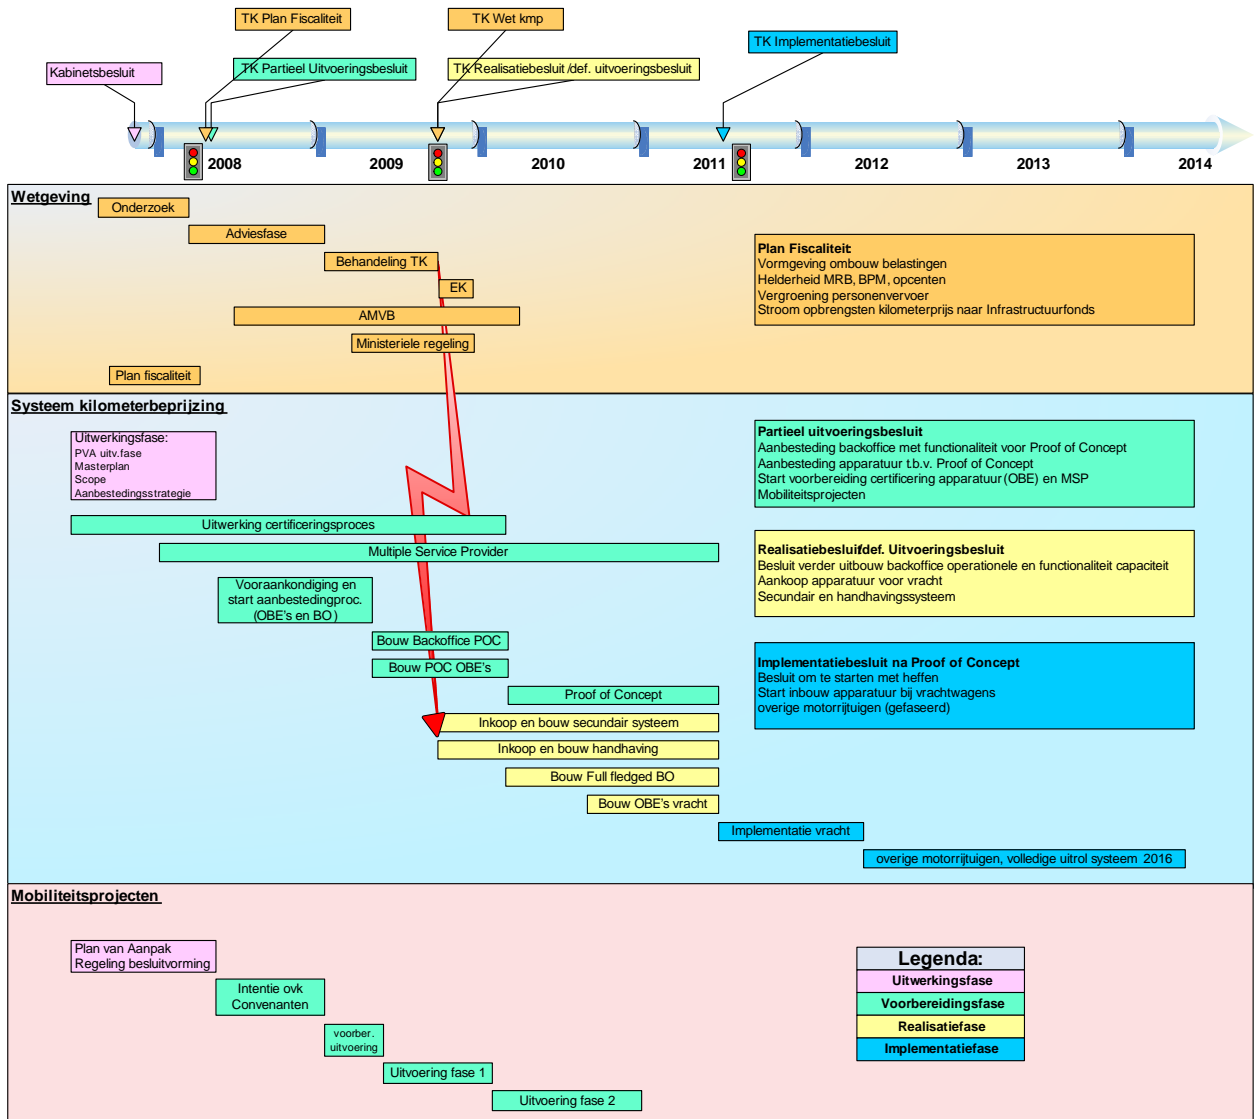 TK Plan Fiscaliteit
TK Wet kmp
TK Implementatiebesluit
Kabinetsbesluit
TK Partieel Uitvoeringsbesluit
TK Realisatiebesluit/def. uitvoeringsbesluit
2008
2009
2010
2011
2012
2013
2014
Wetgeving
Onderzoek
Adviesfase
Behandeling TK
EK
AMVB
Ministeriele regeling
Plan fiscaliteit
Plan Fiscaliteit:
Vormgeving ombouw belastingen
Helderheid MRB, BPM, opcenten
Vergroening personenvervoer
Stroom opbrengsten kilometerprijs naar Infrastructuurfonds
Systeem kilometerbeprijzing
Uitwerkingsfase:
PVA uitv.fase
Masterplan
Scope
Aanbestedingsstrategie
Uitwerking certificeringsproces
Multiple Service Provider
Vooraankondiging en
start aanbestedingproc.
(OBE's en BO)
Bouw Backoffice POC
Bouw POC OBE's
Proof of Concept
Inkoop en bouw secundair systeem
Inkoop en bouw handhaving
Bouw Full fledged BO
Bouw OBE's vracht
Implementatie vracht
overige motorrijtuigen, volledige uitrol systeem 2016
Partieel uitvoeringsbesluit
Aanbesteding backoffice met functionaliteit voor Proof of Concept
Aanbesteding apparatuur t.b.v. Proof of Concept
Start voorbereiding certificering apparatuur (OBE) en MSP
Mobiliteitsprojecten
Realisatiebesluit/def. Uitvoeringsbesluit
Besluit verder uitbouw backoffice operationele en functionaliteit capaciteit
Aankoop apparatuur voor vracht
Secundair en handhavingssysteem
Implementatiebesluit na Proof of Concept
Besluit om te starten met heffen
Start inbouw apparatuur bij vrachtwagens
overige motorrijtuigen (gefaseerd)
Mobiliteitsprojecten
Plan van Aanpak
Regeling besluitvorming
Intentie ovk
Convenanten
voorber.
uitvoering
Uitvoering fase 1
Uitvoering fase 2
Legenda:
Uitwerkingsfase
Voorbereidingsfase
Realisatiefase
Implementatiefase